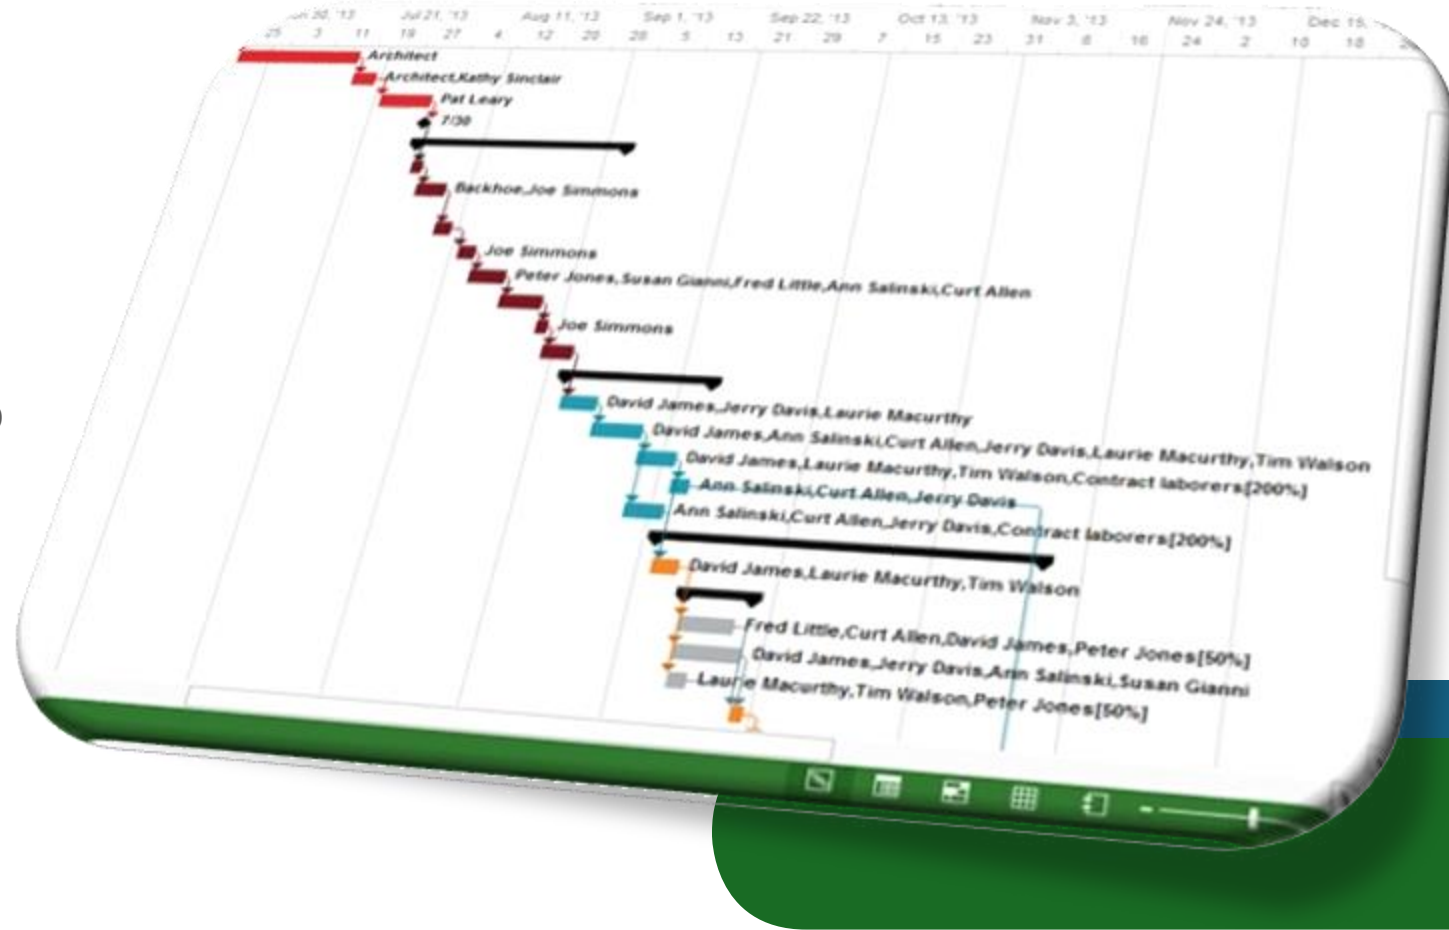 Jul 21, '13 Aug 11, '13 Sep 1, '13 Sep 22, '13 Oct 13, '13 Nov 3, '13 Nov 24, '13 Dec 15,
25 3 11 19 27 4 12 20 28 5 13 21 29 7 15 23 31 8 16 24 2 10 18
Architect
Architect,Kathy Sinclair
Pat Leary
7/30
Backhoe,Joe Simmons
Joe Simmons
Peter Jones,Susan Gianni,Fred Little,Ann Salinski,Curt Allen
Joe Simmons
David James,Jerry Davis,Laurie Macurthy
David James,Ann Salinski,Curt Allen,Jerry Davis,Laurie Macurthy,Tim Walson
David James,Laurie Macurthy,Tim Walson,Contract laborers[200%]
Ann Salinski,Curt Allen,Jerry Davis
Ann Salinski,Curt Allen,Jerry Davis,Contract laborers[200%]
David James,Laurie Macurthy,Tim Walson
Fred Little,Curt Allen,David James,Peter Jones[50%]
David James,Jerry Davis,Ann Salinski,Susan Gianni
Laurie Macurthy,Tim Walson,Peter Jones[50%]